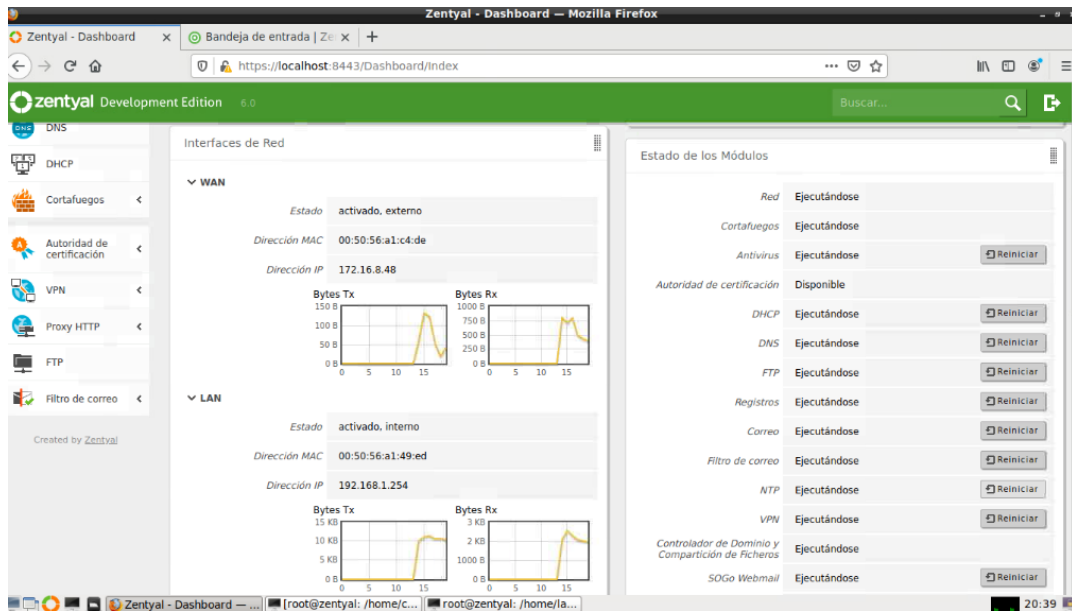 Zentyal - Dashboard — Mozilla Firefox
Zentyal - Dashboard
Bandeja de entrada | Ze
https://localhost:8443/Dashboard/Index
zentyal Development Edition 6.0
Buscar...
DNS
DNS
DHCP
Cortafuegos
Autoridad de
certificación
VPN
Proxy HTTP
FTP
Filtro de correo
Created by Zentyal
Interfaces de Red
WAN
Estado activado, externo
Dirección MAC 00:50:56:a1:c4:de
Dirección IP 172.16.8.48
Bytes Tx
150 B
100 B
50 B
0 B
0 5 10 15
Bytes Rx
1000 B
750 B
500 B
250 B
0 B
0 5 10 15
LAN
Estado activado, interno
Dirección MAC 00:50:56:a1:49:ed
Dirección IP 192.168.1.254
Bytes Tx
15 KB
10 KB
5 KB
0 B
0 5 10 15
Bytes Rx
3 KB
2 KB
1000 B
0 B
0 5 10 15
Estado de los Módulos
Red Ejecutándose
Cortafuegos Ejecutándose
Antivirus Ejecutándose Reiniciar
Autoridad de certificación Disponible
DHCP Ejecutándose Reiniciar
DNS Ejecutándose Reiniciar
FTP Ejecutándose Reiniciar
Registros Ejecutándose Reiniciar
Correo Ejecutándose Reiniciar
Filtro de correo Ejecutándose Reiniciar
NTP Ejecutándose Reiniciar
VPN Ejecutándose Reiniciar
Controlador de Dominio y
Compartición de Ficheros Ejecutándose
SOGo Webmail Ejecutándose Reiniciar
Zentyal - Dashboard — ...
[root@zentyal: /home/c...
root@zentyal: /home/la...
20:39